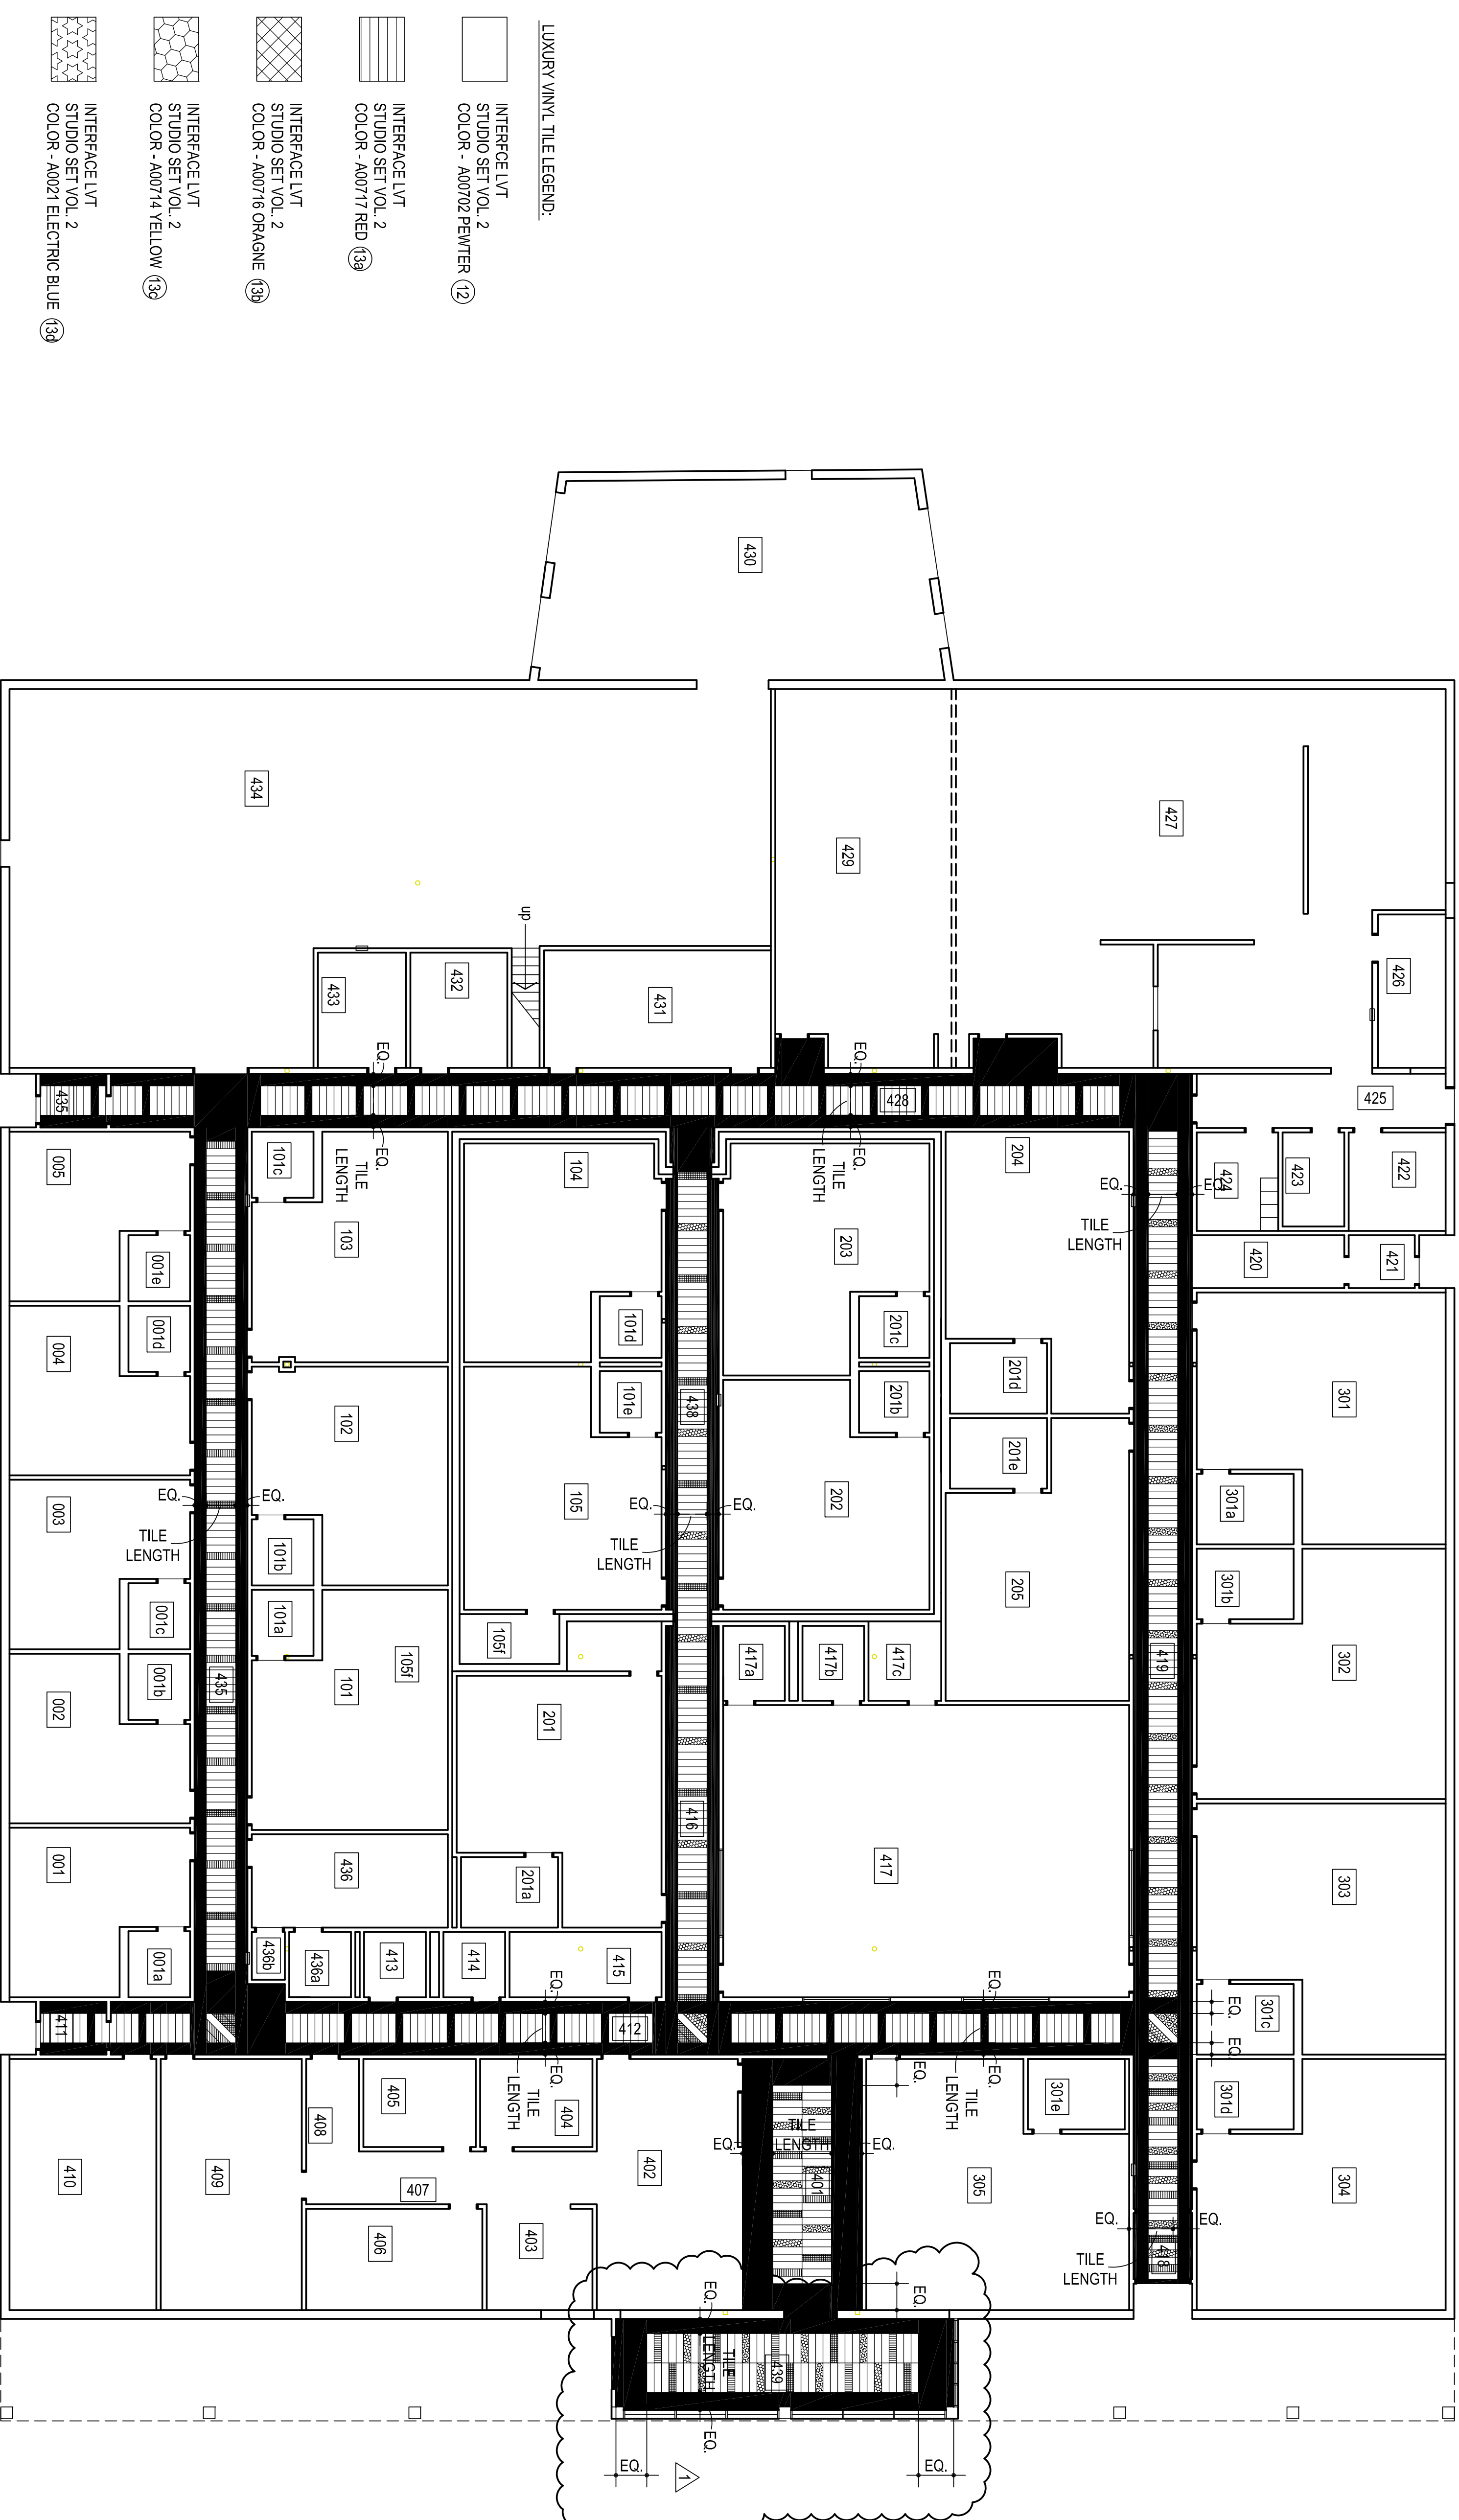 LUXURY VINYL TILE LEGEND:
INTERFCE LVT
STUDIO SET VOL. 2
COLOR - A00702 PEWTER 12
INTERFACE LVT
STUDIO SET VOL. 2
COLOR - A00717 RED 13a
INTERFACE LVT
STUDIO SET VOL. 2
COLOR - A00716 ORAGNE 13b
INTERFACE LVT
STUDIO SET VOL. 2
COLOR - A00714 YELLOW 13c
INTERFACE LVT
STUDIO SET VOL. 2
COLOR - A0021 ELECTRIC BLUE 13d
430
434
429
427
up
433
432
431
426
EQ.
EQ.
435
428
425
EQ.
EQ.
TILE
LENGTH
TILE
LENGTH
005
101c
104
204
424
423
422
EQ.
EQ.
TILE
LENGTH
103
203
420
421
001e
001d
101d
201c
004
201d
102
101e
438
201b
301
003
EQ.
EQ.
TILE
LENGTH
105
EQ.
EQ.
TILE
LENGTH
202
201e
301a
101b
205
301b
001c
101a
105f
105f
417a
417b
417c
001b
435
101
419
302
002
201
416
001
436
201a
417
303
001a
436b
436a
413
414
415
EQ.
EQ.
411
412
301c
EQ.
EQ.
EQ.
EQ.
EQ.
TILE
LENGTH
TILE
LENGTH
405
404
408
301e
301d
410
409
407
402
EQ.
EQ.
TILE
LENGTH
401
305
304
406
403
EQ.
EQ.
TILE
LENGTH
418
EQ.
EQ.
TILE
LENGTH
439
EQ.
EQ.
EQ.
1